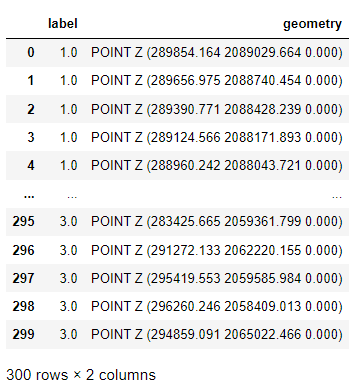 label geometry
0 1.0 POINT Z (289854.164 2089029.664 0.000)
1 1.0 POINT Z (289656.975 2088740.454 0.000)
2 1.0 POINT Z (289390.771 2088428.239 0.000)
3 1.0 POINT Z (289124.566 2088171.893 0.000)
4 1.0 POINT Z (288960.242 2088043.721 0.000)
... ... ...
295 3.0 POINT Z (283425.665 2059361.799 0.000)
296 3.0 POINT Z (291272.133 2062220.155 0.000)
297 3.0 POINT Z (295419.553 2059585.984 0.000)
298 3.0 POINT Z (296260.246 2058409.013 0.000)
299 3.0 POINT Z (294859.091 2065022.466 0.000)
300 rows × 2 columns